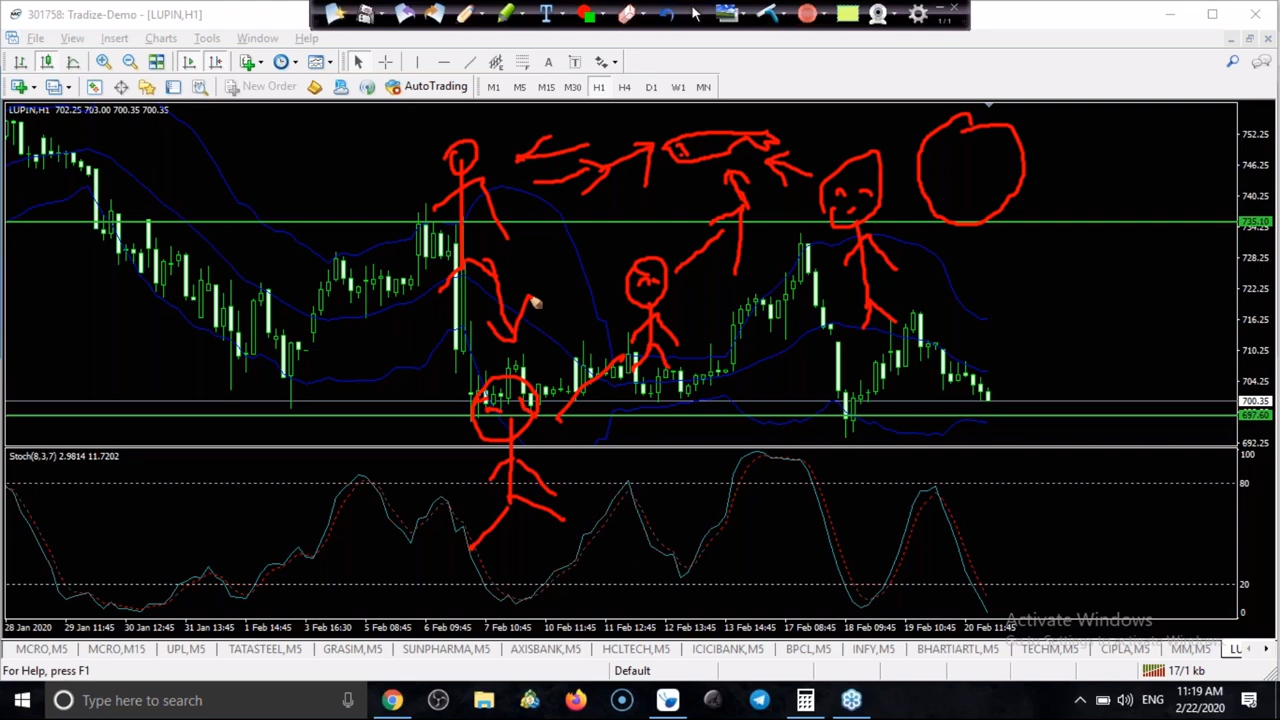 301758: Tradize-Demo - [LUPIN,H1]
1/1
File View Insert Charts Tools Window Help
New Order AutoTrading M1 M5 M15 M30 H1 H4 D1 W1 MN
LUPIN,H1 702.25 703.00 700.35 700.35
752.25
746.25
740.25
735.10
734.25
728.25
722.25
716.25
710.25
704.25
700.35
697.60
692.25
Stoch(8,3,7) 2.9814 11.7202
100
80
20
0
28 Jan 2020 29 Jan 11:45 30 Jan 12:45 31 Jan 13:45 1 Feb 14:45 3 Feb 16:30 5 Feb 08:45 6 Feb 09:45 7 Feb 10:45 10 Feb 11:45 11 Feb 12:45 12 Feb 13:45 13 Feb 14:45 17 Feb 08:45 18 Feb 09:45 19 Feb 10:45 20 Feb 11:45
Activate Windows
MCRO,M5 MCRO,M15 UPL,M5 TATASTEEL,M5 GRASIM,M5 SUNPHARMA,M5 AXISBANK,M5 HCLTECH,M5 ICICIBANK,M5 BPCL,M5 INFY,M5 BHARTIARTL,M5 TECHM,M5 CIPLA,M5 MM,M5 LU
For Help, press F1 Default 17/1 kb
Type here to search ENG 11:19 AM
2/22/2020